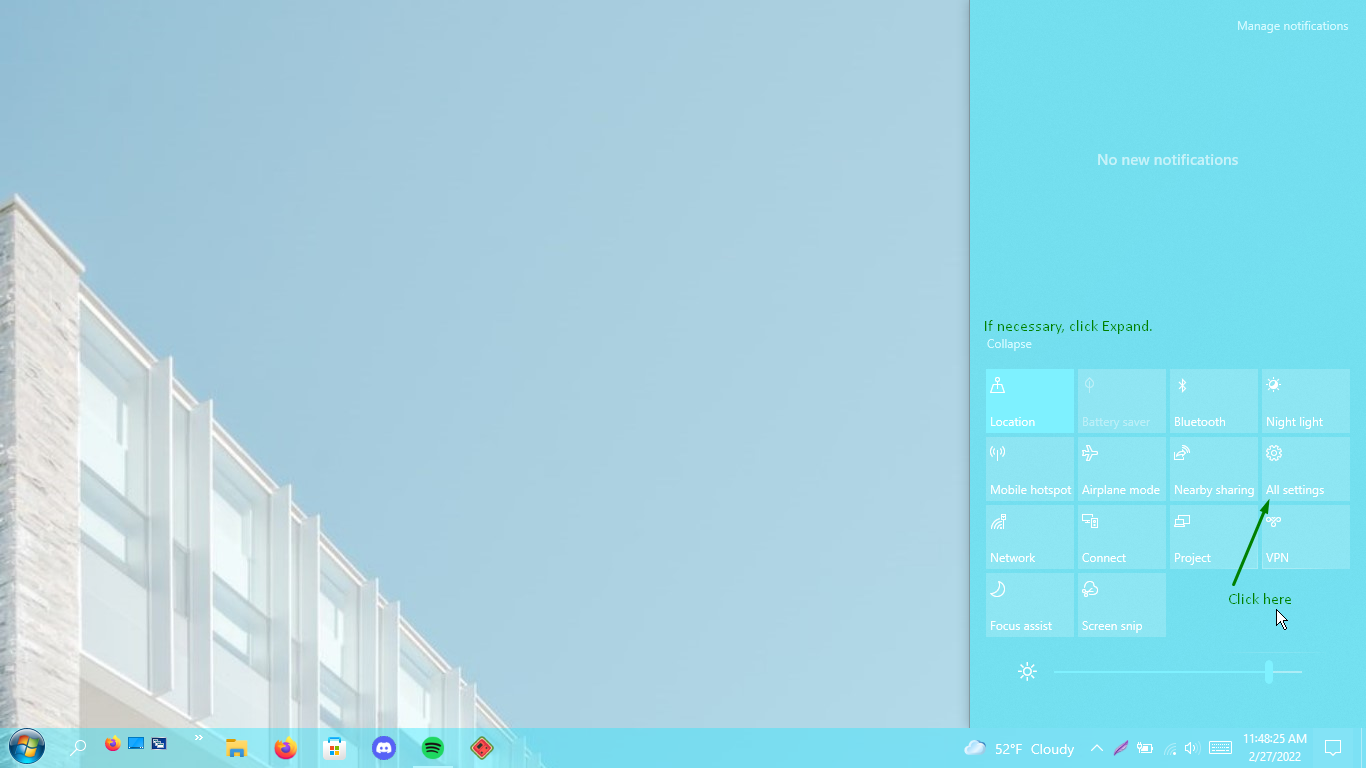 Manage notifications
No new notifications
If necessary, click Expand.
Collapse
Location
Battery saver
Bluetooth
Night light
Mobile hotspot
Airplane mode
Nearby sharing
All settings
Network
Connect
Project
VPN
Focus assist
Screen snip
Click here
52°F Cloudy
11:48:25 AM
2/27/2022